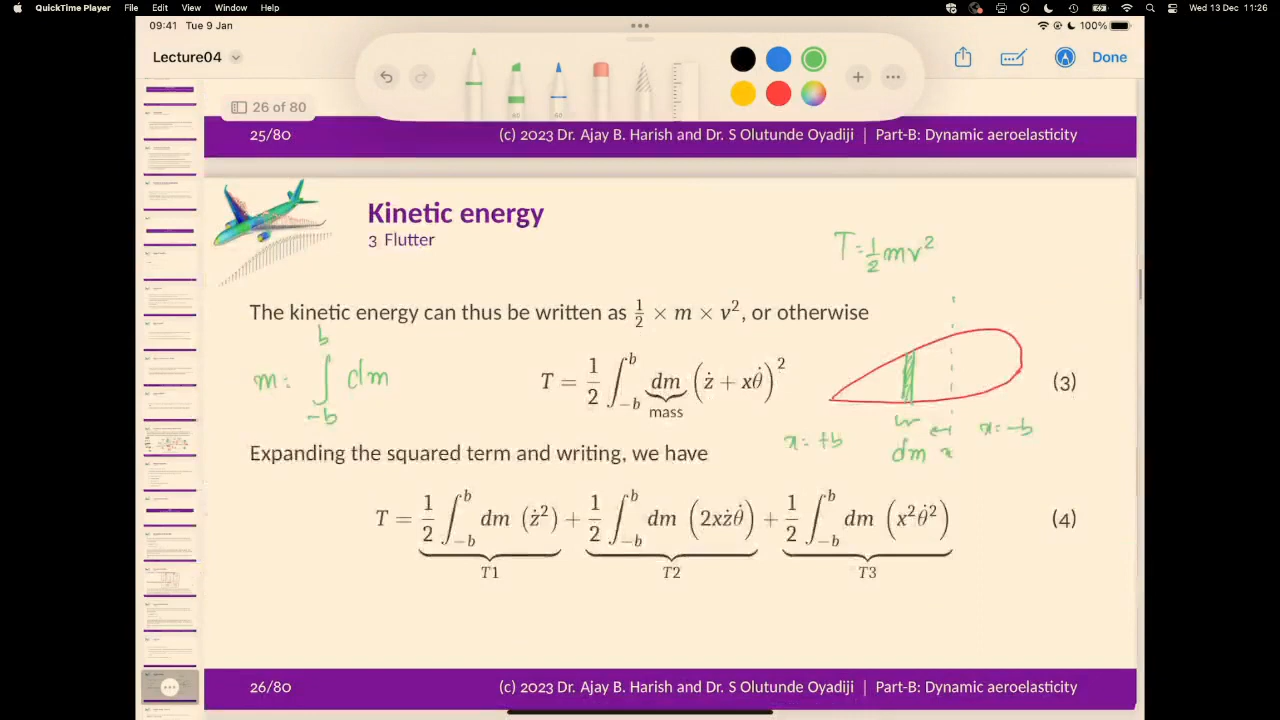 QuickTime Player File Edit View Window Help Wed 13 Dec 11:26
09:41 Tue 9 Jan 100%
Lecture04 Done
26 of 80
25/80 (c) 2023 Dr. Ajay B. Harish and Dr. S Olutunde Oyadiji | Part-B: Dynamic aeroelasticity
Kinetic energy
3 Flutter
T = 1/2 mv²
The kinetic energy can thus be written as 1/2 × m × v², or otherwise
m = ∫_{-b}^{b} dm
T = 1/2 ∫_{-b}^{b} dm (ż + xθ̇)² (3)
mass
x = +b dm x x = -b
Expanding the squared term and writing, we have
T = 1/2 ∫_{-b}^{b} dm (ż²) + 1/2 ∫_{-b}^{b} dm (2xżθ̇) + 1/2 ∫_{-b}^{b} dm (x²θ̇²) (4)
T1 T2 T3
26/80 (c) 2023 Dr. Ajay B. Harish and Dr. S Olutunde Oyadiji | Part-B: Dynamic aeroelasticity